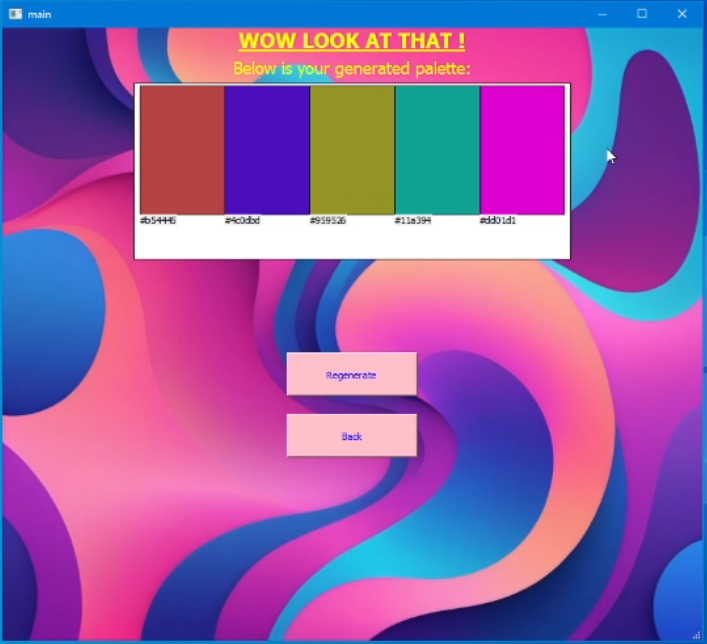 main
WOW LOOK AT THAT !
Below is your generated palette:
#b54445 #4c0dbd #959526 #11a394 #dd01d1
Regenerate
Back